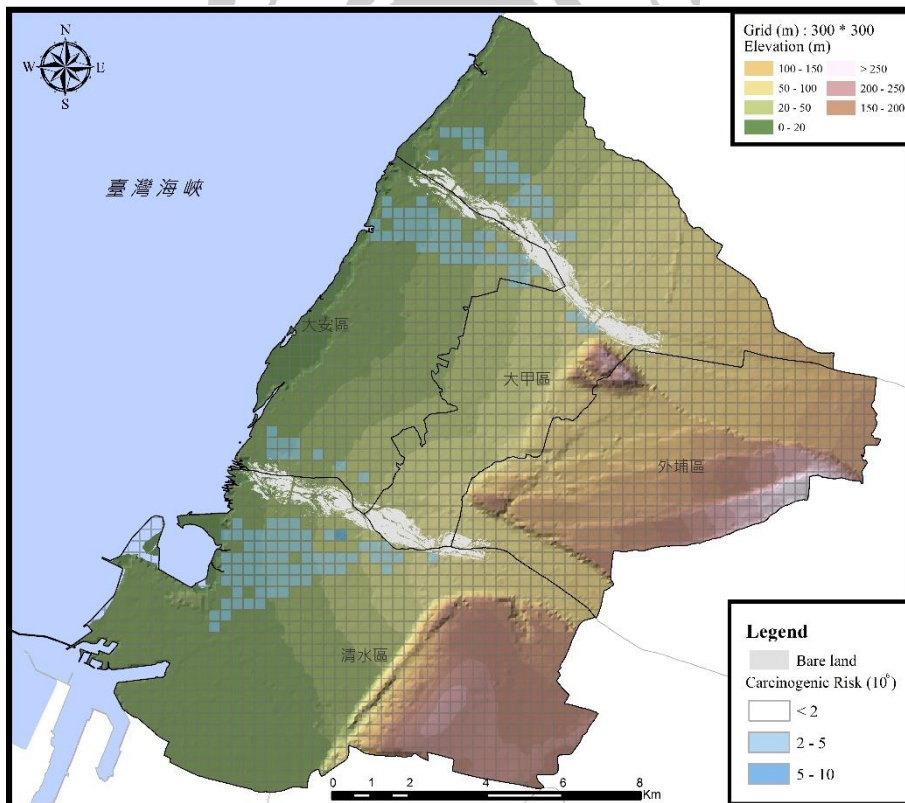 N
W E
S
Grid (m) : 300 * 300
Elevation (m)
100 - 150 > 250
50 - 100 200 - 250
20 - 50 150 - 200
0 - 20
臺灣海峽
大安區
大甲區
外埔區
清水區
Legend
Bare land
Carcinogenic Risk (10⁶)
< 2
2 - 5
5 - 10
0 1 2 4 6 8
Km